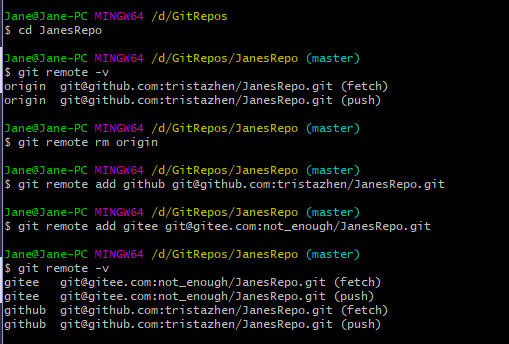 Jane@Jane-PC MINGW64 /d/GitRepos
$ cd JanesRepo
Jane@Jane-PC MINGW64 /d/GitRepos/JanesRepo (master)
$ git remote -v
origin  git@github.com:tristazhen/JanesRepo.git (fetch)
origin  git@github.com:tristazhen/JanesRepo.git (push)
Jane@Jane-PC MINGW64 /d/GitRepos/JanesRepo (master)
$ git remote rm origin
Jane@Jane-PC MINGW64 /d/GitRepos/JanesRepo (master)
$ git remote add github git@github.com:tristazhen/JanesRepo.git
Jane@Jane-PC MINGW64 /d/GitRepos/JanesRepo (master)
$ git remote add gitee git@gitee.com:not_enough/JanesRepo.git
Jane@Jane-PC MINGW64 /d/GitRepos/JanesRepo (master)
$ git remote -v
gitee   git@gitee.com:not_enough/JanesRepo.git (fetch)
gitee   git@gitee.com:not_enough/JanesRepo.git (push)
github  git@github.com:tristazhen/JanesRepo.git (fetch)
github  git@github.com:tristazhen/JanesRepo.git (push)